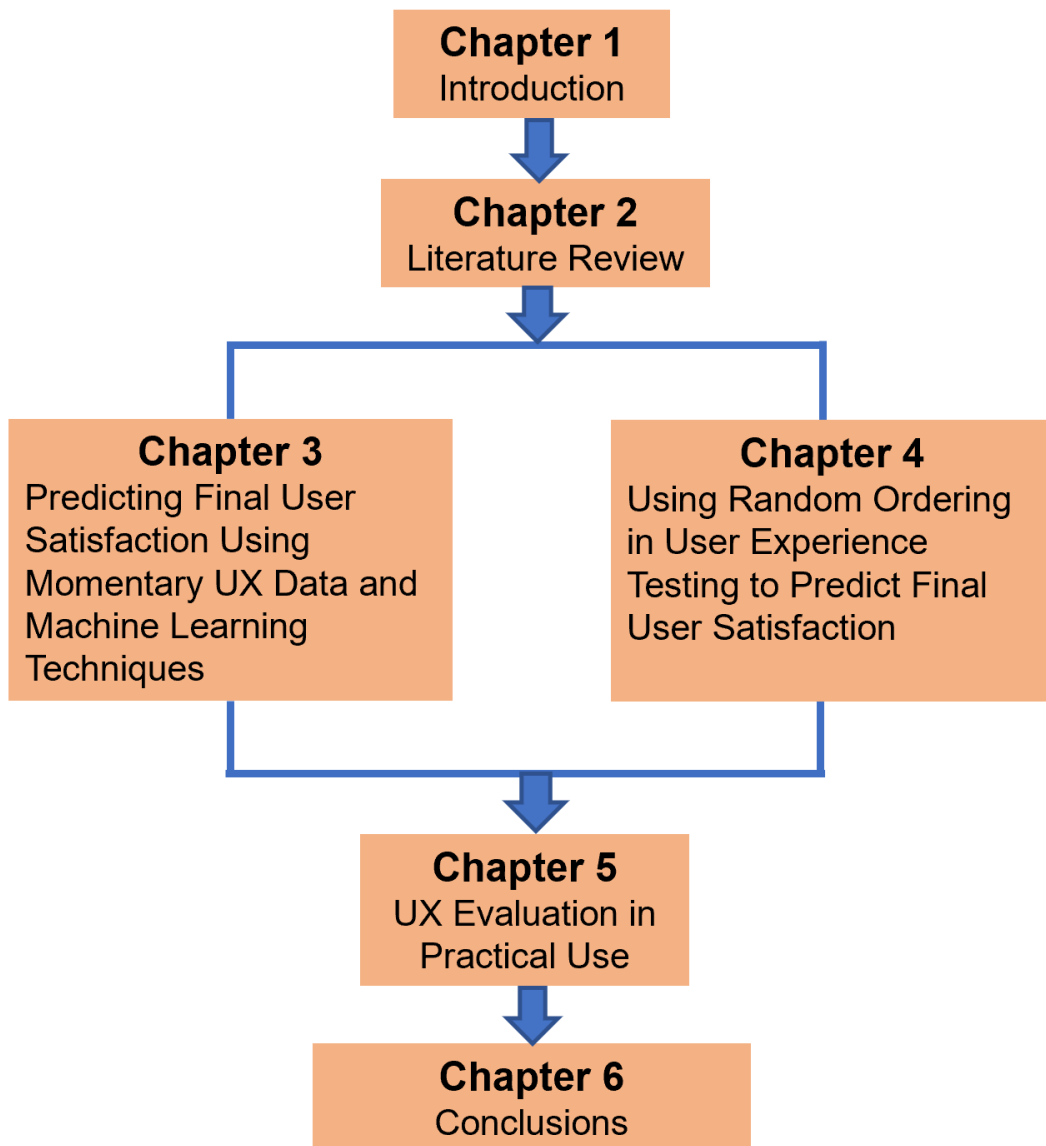 Chapter 1
Introduction
Chapter 2
Literature Review
Chapter 3
Predicting Final User
Satisfaction Using
Momentary UX Data and
Machine Learning
Techniques
Chapter 4
Using Random Ordering
in User Experience
Testing to Predict Final
User Satisfaction
Chapter 5
UX Evaluation in
Practical Use
Chapter 6
Conclusions